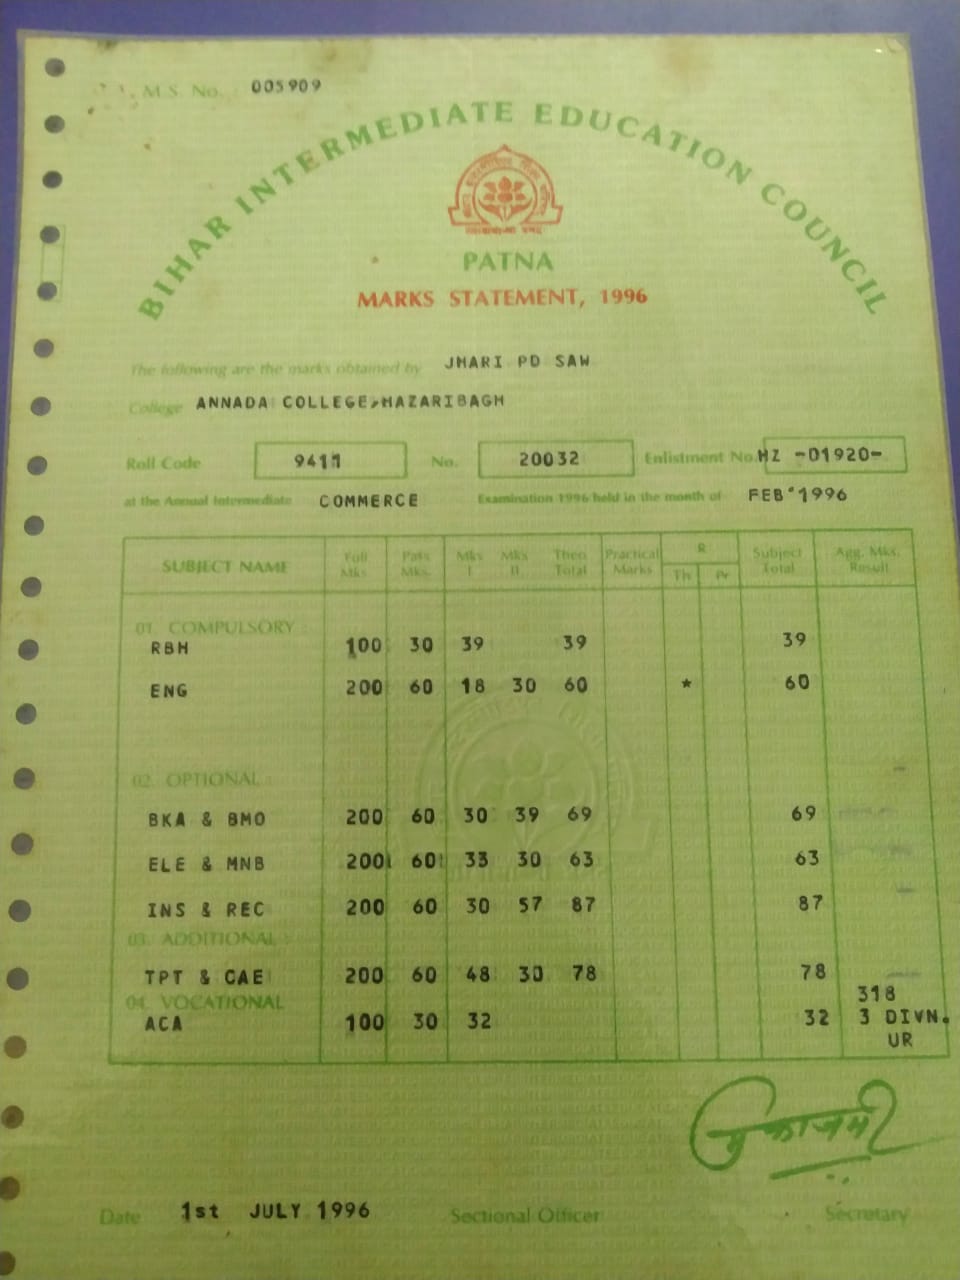 M.S. No. : 005909
BIHAR INTERMEDIATE EDUCATION COUNCIL
PATNA
MARKS STATEMENT, 1996
The following are the marks obtained by JHARI PD SAW
College ANNADA COLLEGE,HAZARIBAGH
Roll Code 9411 No. 20032 Enlistment No. HZ -01920-
at the Annual Intermediate COMMERCE Examination 1996 held in the month of FEB'1996
SUBJECT NAME Full Mks Pass Mks. Mks I Mks II Theo Total Practical Marks R Th Pr Subject Total Agg. Mks. Result
01. COMPULSORY :
RBH 100 30 39 39 39
ENG 200 60 18 30 60 * 60
02. OPTIONAL :
BKA & BMO 200 60 30 39 69 69
ELE & MNB 200 60 33 30 63 63
INS & REC 200 60 30 57 87 87
03. ADDITIONAL :
TPT & CAE 200 60 48 30 78 78
04. VOCATIONAL 318
ACA 100 30 32 32 3 DIVN.
UR
Date 1st JULY 1996 Sectional Officer Secretary